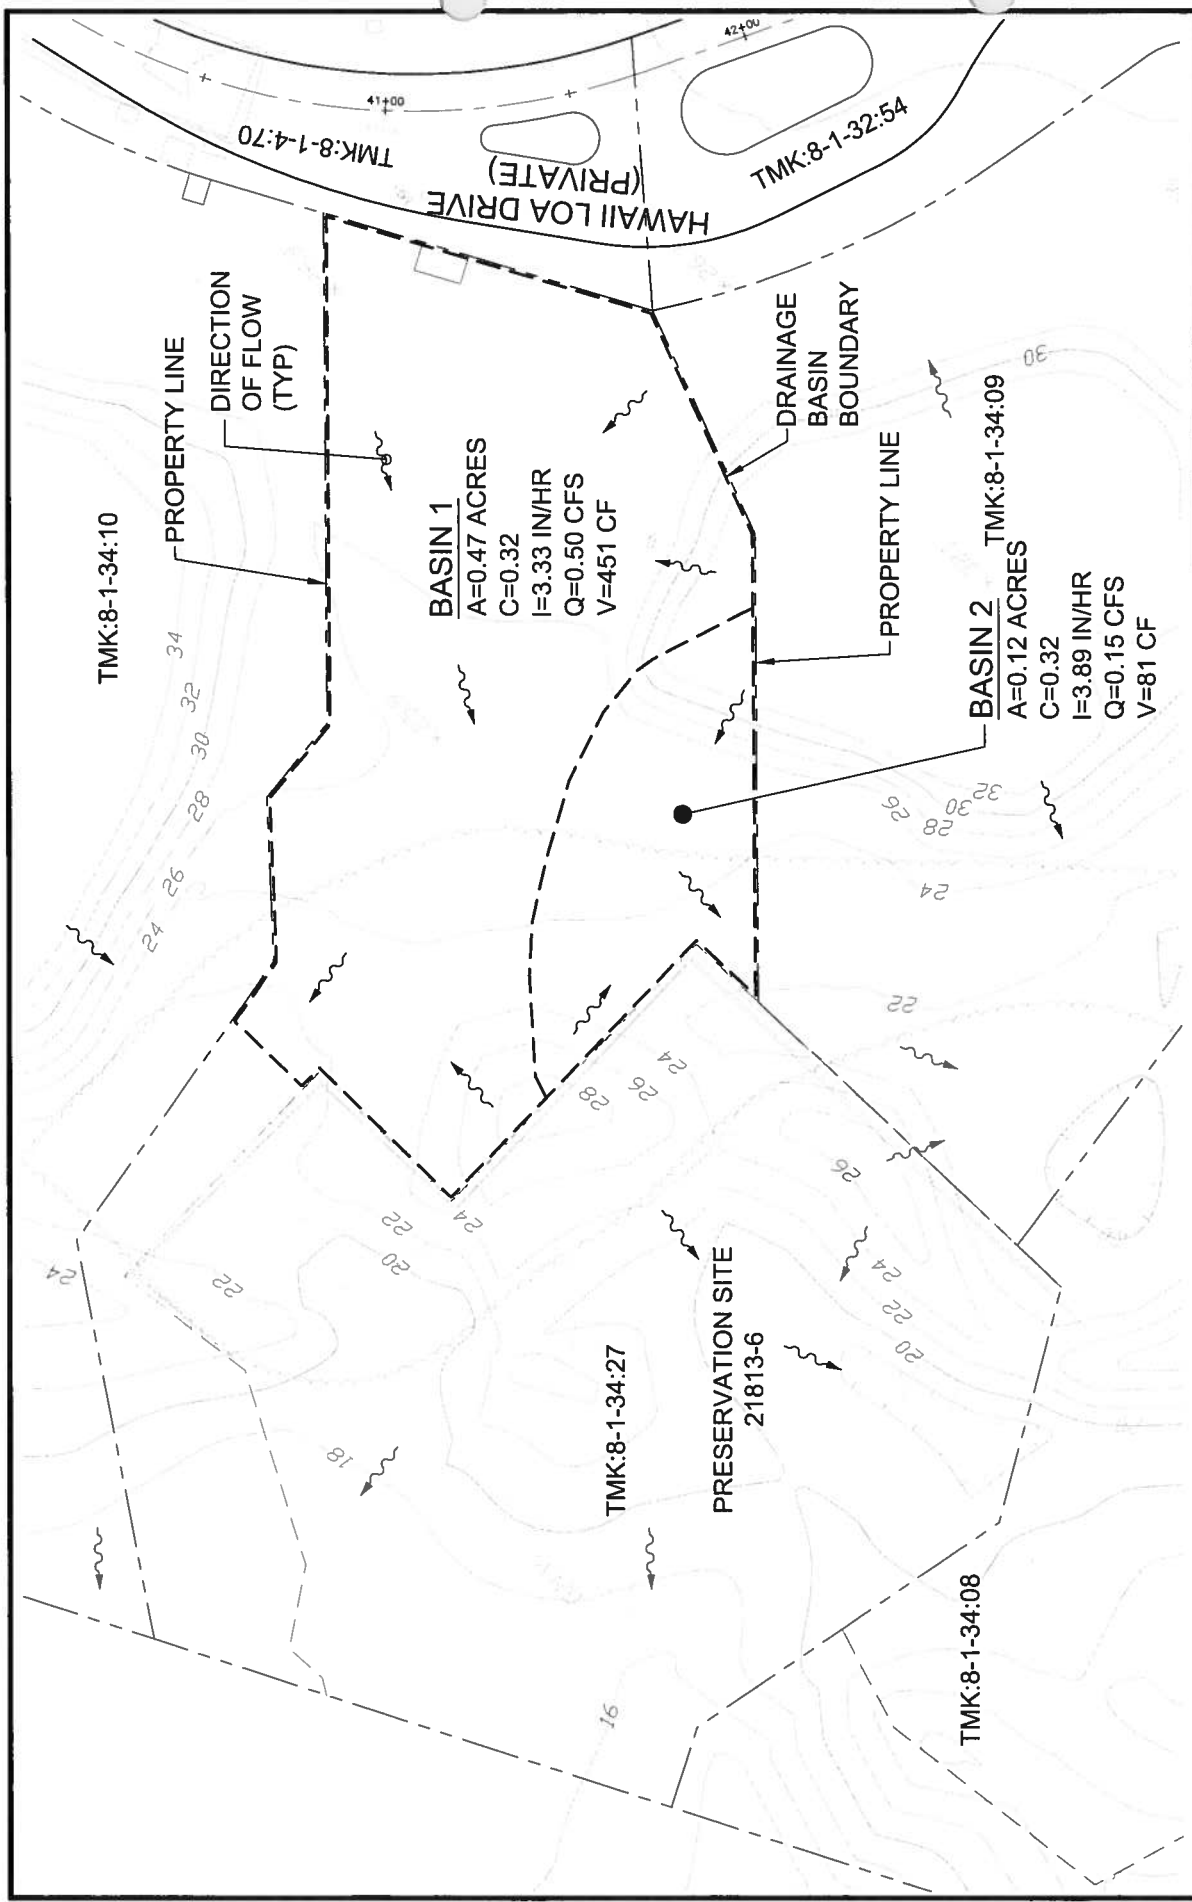 TMK:8-1-34:10
PROPERTY LINE
DIRECTION
OF FLOW
(TYP)
TMK:8-1-4:70
41+00
42+00
HAWAII LOA DRIVE
(PRIVATE)
TMK:8-1-32:54
BASIN 1
A=0.47 ACRES
C=0.32
I=3.33 IN/HR
Q=0.50 CFS
V=451 CF
DRAINAGE
BASIN
BOUNDARY
PROPERTY LINE
TMK:8-1-34:09
BASIN 2
A=0.12 ACRES
C=0.32
I=3.89 IN/HR
Q=0.15 CFS
V=81 CF
34
32
30
28
26
24
30
26
28
30
32
24
22
28
26
24
26
24
22
20
24
22
20
24
22
18
16
TMK:8-1-34:27
PRESERVATION SITE
21813-6
TMK:8-1-34:08